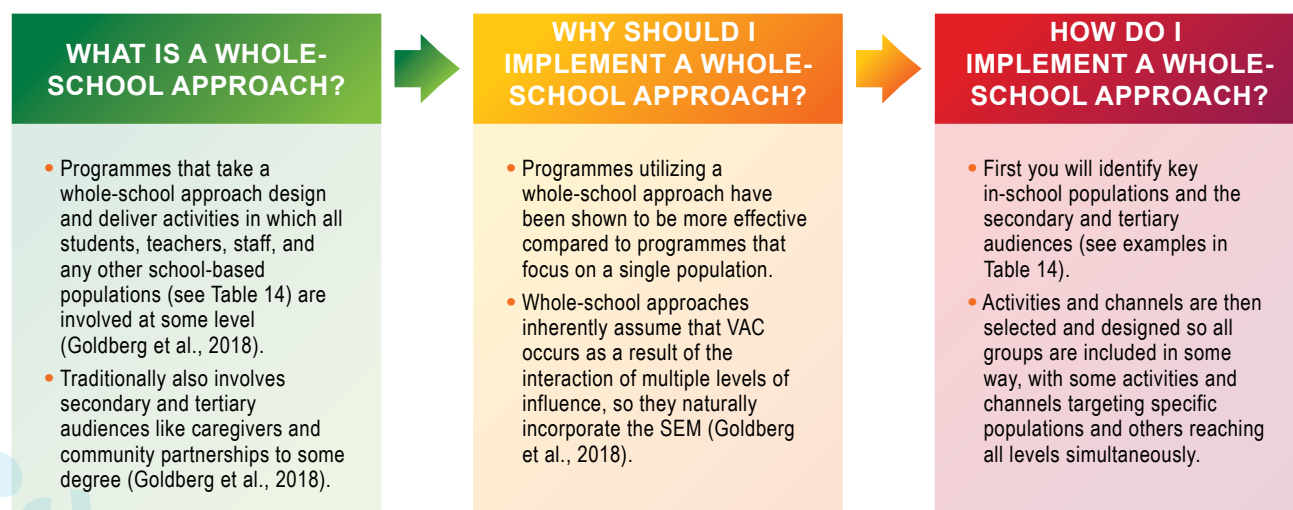 WHAT IS A WHOLE-
SCHOOL APPROACH?
• Programmes that take a
whole-school approach design
and deliver activities in which all
students, teachers, staff, and
any other school-based
populations (see Table 14) are
involved at some level
(Goldberg et al., 2018).
• Traditionally also involves
secondary and tertiary
audiences like caregivers and
community partnerships to some
degree (Goldberg et al., 2018).
WHY SHOULD I
IMPLEMENT A WHOLE-
SCHOOL APPROACH?
• Programmes utilizing a
whole-school approach have
been shown to be more effective
compared to programmes that
focus on a single population.
• Whole-school approaches
inherently assume that VAC
occurs as a result of the
interaction of multiple levels of
influence, so they naturally
incorporate the SEM (Goldberg
et al., 2018).
HOW DO I
IMPLEMENT A WHOLE-
SCHOOL APPROACH?
• First you will identify key
in-school populations and the
secondary and tertiary
audiences (see examples in
Table 14).
• Activities and channels are then
selected and designed so all
groups are included in some
way, with some activities and
channels targeting specific
populations and others reaching
all levels simultaneously.